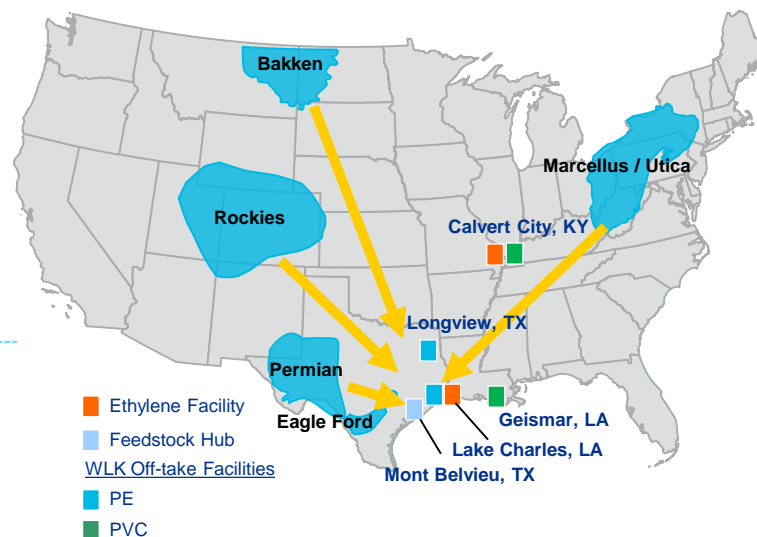 Bakken
Marcellus / Utica
Rockies
Calvert City, KY
Longview, TX
Permian
Eagle Ford
Geismar, LA
Lake Charles, LA
Mont Belvieu, TX
Ethylene Facility
Feedstock Hub
WLK Off-take Facilities
PE
PVC